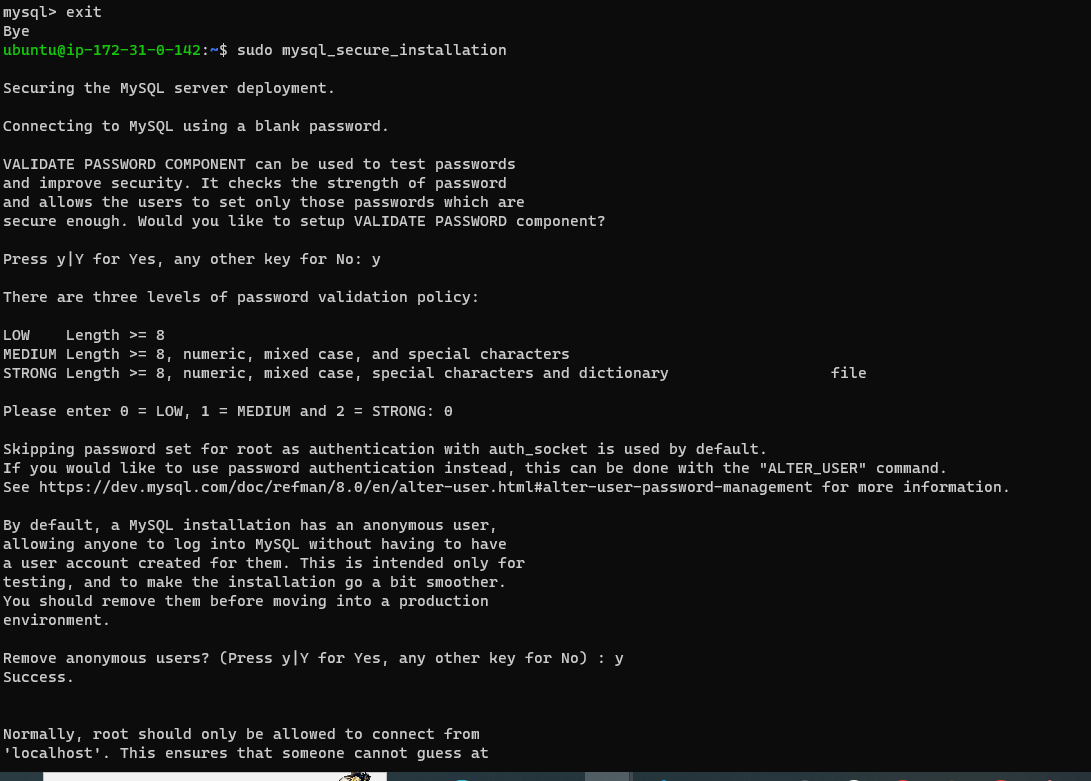 mysql> exit
Bye
ubuntu@ip-172-31-0-142:~$ sudo mysql_secure_installation
Securing the MySQL server deployment.
Connecting to MySQL using a blank password.
VALIDATE PASSWORD COMPONENT can be used to test passwords
and improve security. It checks the strength of password
and allows the users to set only those passwords which are
secure enough. Would you like to setup VALIDATE PASSWORD component?
Press y|Y for Yes, any other key for No: y
There are three levels of password validation policy:
LOW    Length >= 8
MEDIUM Length >= 8, numeric, mixed case, and special characters
STRONG Length >= 8, numeric, mixed case, special characters and dictionary                  file
Please enter 0 = LOW, 1 = MEDIUM and 2 = STRONG: 0
Skipping password set for root as authentication with auth_socket is used by default.
If you would like to use password authentication instead, this can be done with the "ALTER_USER" command.
See https://dev.mysql.com/doc/refman/8.0/en/alter-user.html#alter-user-password-management for more information.
By default, a MySQL installation has an anonymous user,
allowing anyone to log into MySQL without having to have
a user account created for them. This is intended only for
testing, and to make the installation go a bit smoother.
You should remove them before moving into a production
environment.
Remove anonymous users? (Press y|Y for Yes, any other key for No) : y
Success.
Normally, root should only be allowed to connect from
'localhost'. This ensures that someone cannot guess at